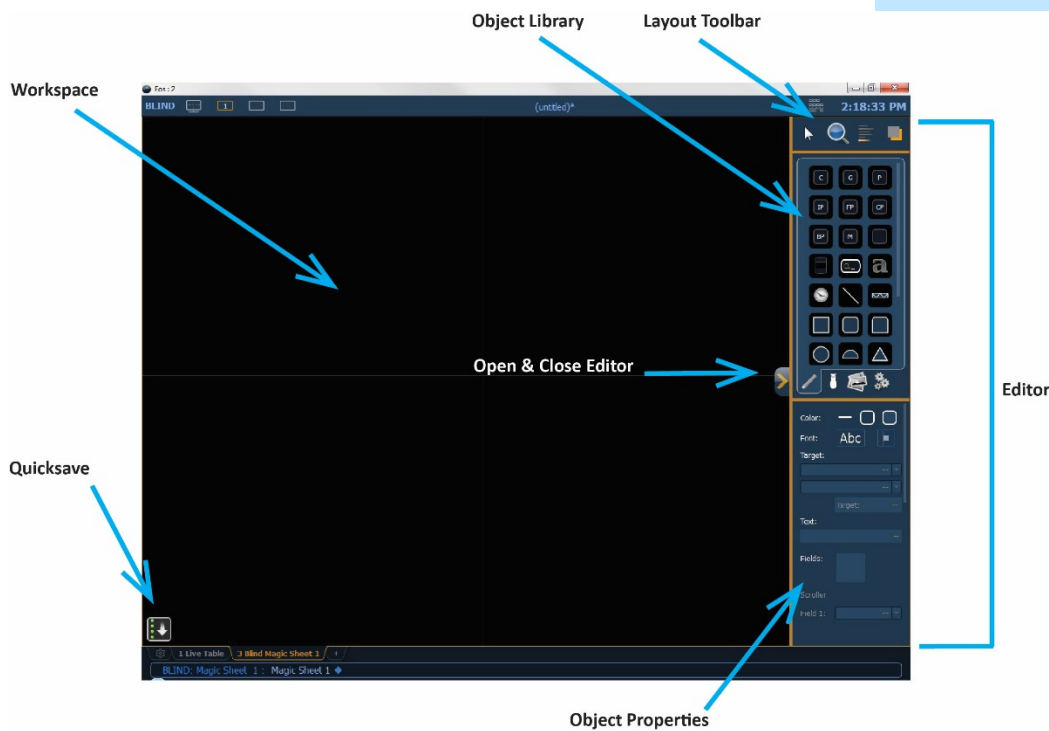 Object Library
Layout Toolbar
Workspace
Eos: 2
BLIND
1
(untitled)*
2:18:33 PM
C G P
IP FP CP
BP M
a
Open & Close Editor
Editor
Color:
Font: Abc
Target:
Target:
Text:
Quicksave
Fields:
Scroller
Field 1:
1 Live Table
3 Blind Magic Sheet 1
+
BLIND: Magic Sheet 1 : Magic Sheet 1
Object Properties